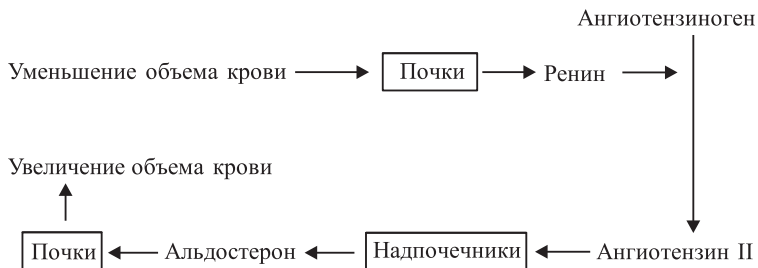 Ангиотензиноген
Уменьшение объема крови
Почки
Ренин
Увеличение объема крови
Почки
Альдостерон
Надпочечники
Ангиотензин II